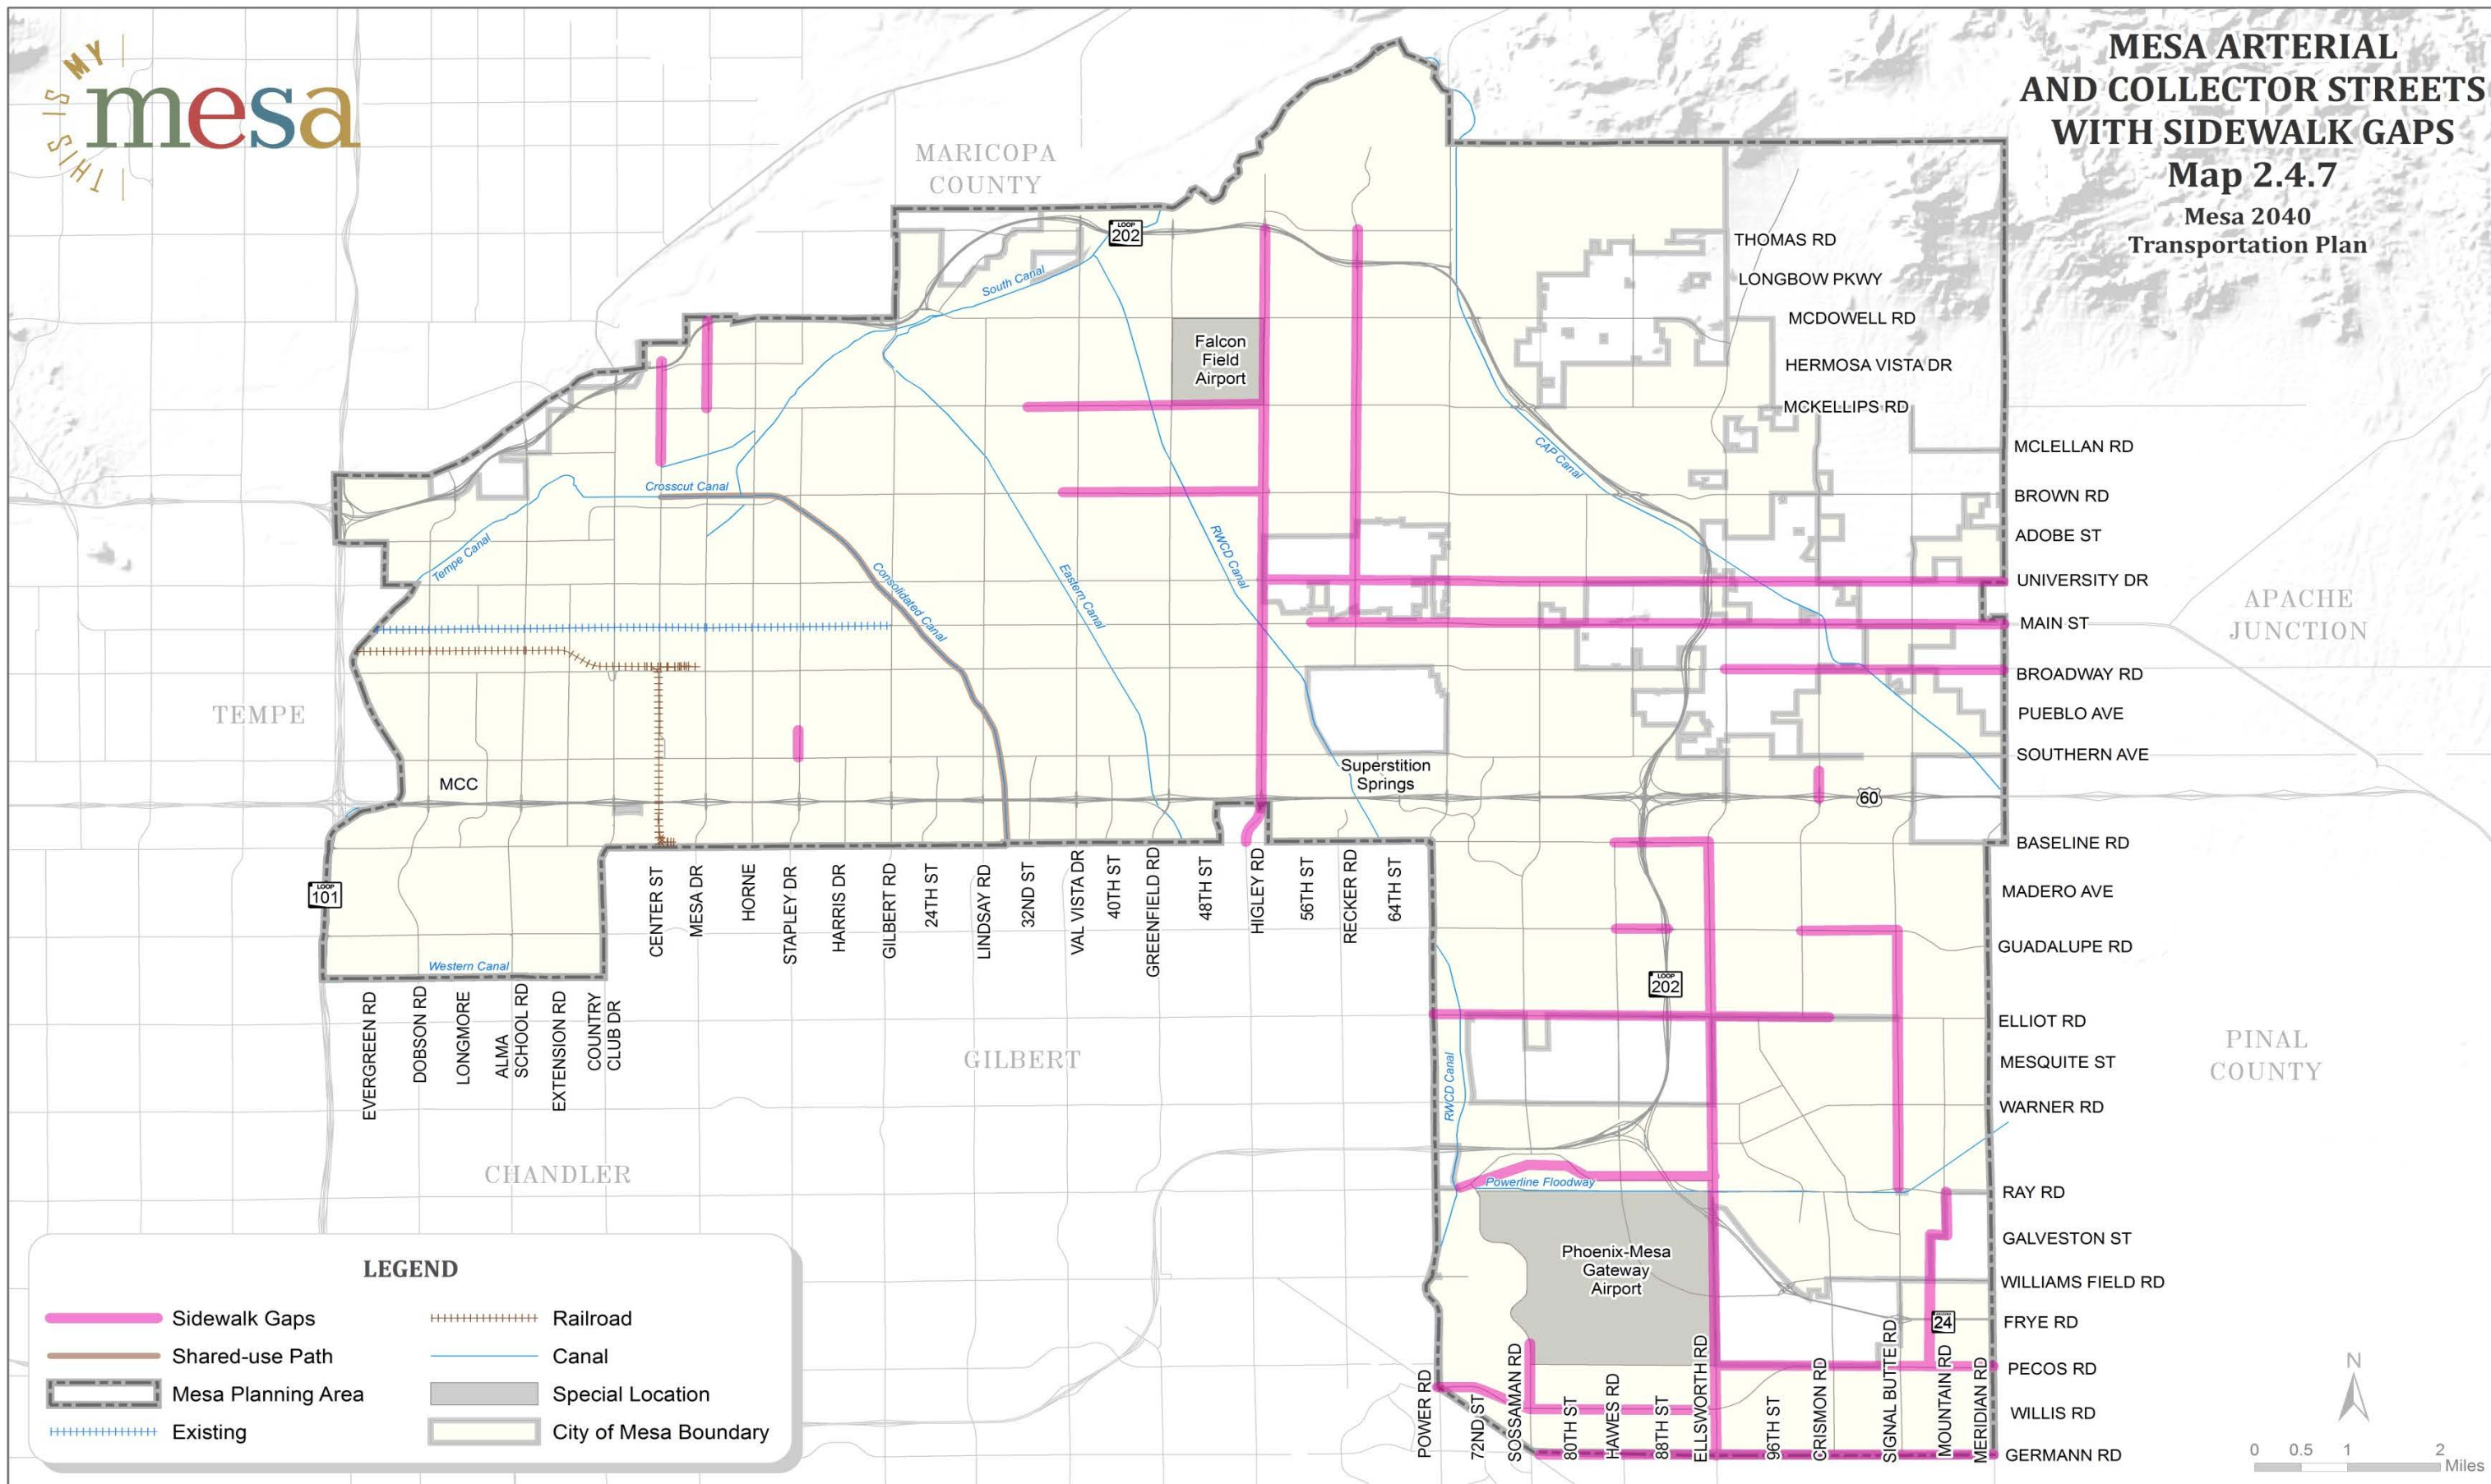 THIS IS MY
mesa
MESA ARTERIAL
AND COLLECTOR STREETS
WITH SIDEWALK GAPS
Map 2.4.7
Mesa 2040
Transportation Plan
MARICOPA
COUNTY
LOOP
202
THOMAS RD
LONGBOW PKWY
MCDOWELL RD
HERMOSA VISTA DR
MCKELLIPS RD
MCLELLAN RD
BROWN RD
ADOBE ST
UNIVERSITY DR
MAIN ST
BROADWAY RD
PUEBLO AVE
SOUTHERN AVE
BASELINE RD
MADERO AVE
GUADALUPE RD
ELLIOT RD
MESQUITE ST
WARNER RD
RAY RD
GALVESTON ST
WILLIAMS FIELD RD
FRYE RD
PECOS RD
WILLIS RD
GERMANN RD
South Canal
Falcon
Field
Airport
CAP Canal
Crosscut Canal
Tempe Canal
Consolidated Canal
Eastern Canal
RWCD Canal
APACHE
JUNCTION
TEMPE
MCC
Superstition
Springs
60
LOOP
101
Western Canal
CENTER ST
MESA DR
HORNE
STAPLEY DR
HARRIS DR
GILBERT RD
24TH ST
LINDSAY RD
32ND ST
VAL VISTA DR
40TH ST
GREENFIELD RD
48TH ST
HIGLEY RD
56TH ST
RECKER RD
64TH ST
EVERGREEN RD
DOBSON RD
LONGMORE
ALMA
SCHOOL RD
EXTENSION RD
COUNTRY
CLUB DR
LOOP
202
GILBERT
CHANDLER
PINAL
COUNTY
RWCD Canal
Powerline Floodway
Phoenix-Mesa
Gateway
Airport
24
POWER RD
72ND ST
SOSSAMAN RD
80TH ST
HAWES RD
88TH ST
ELLSWORTH RD
96TH ST
CRISMON RD
SIGNAL BUTTE RD
MOUNTAIN RD
MERIDIAN RD
LEGEND
Sidewalk Gaps
Shared-use Path
Mesa Planning Area
Existing
Railroad
Canal
Special Location
City of Mesa Boundary
N
0 0.5 1 2
Miles